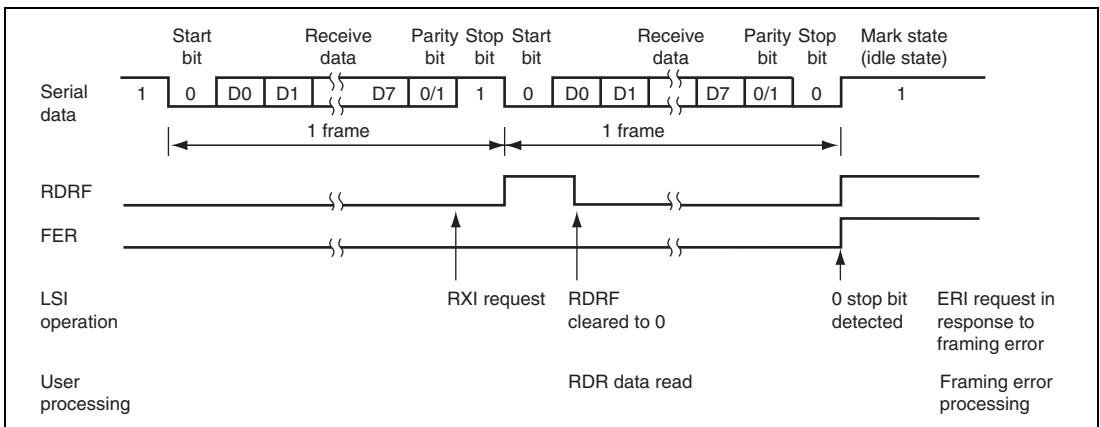 Start Receive Parity Stop Start Receive Parity Stop Mark state
bit data bit bit bit data bit bit (idle state)
Serial 1 0 D0 D1 D7 0/1 1 0 D0 D1 D7 0/1 0 1
data
1 frame 1 frame
RDRF
FER
LSI RXI request RDRF 0 stop bit ERI request in
operation cleared to 0 detected response to
framing error
User RDR data read Framing error
processing processing